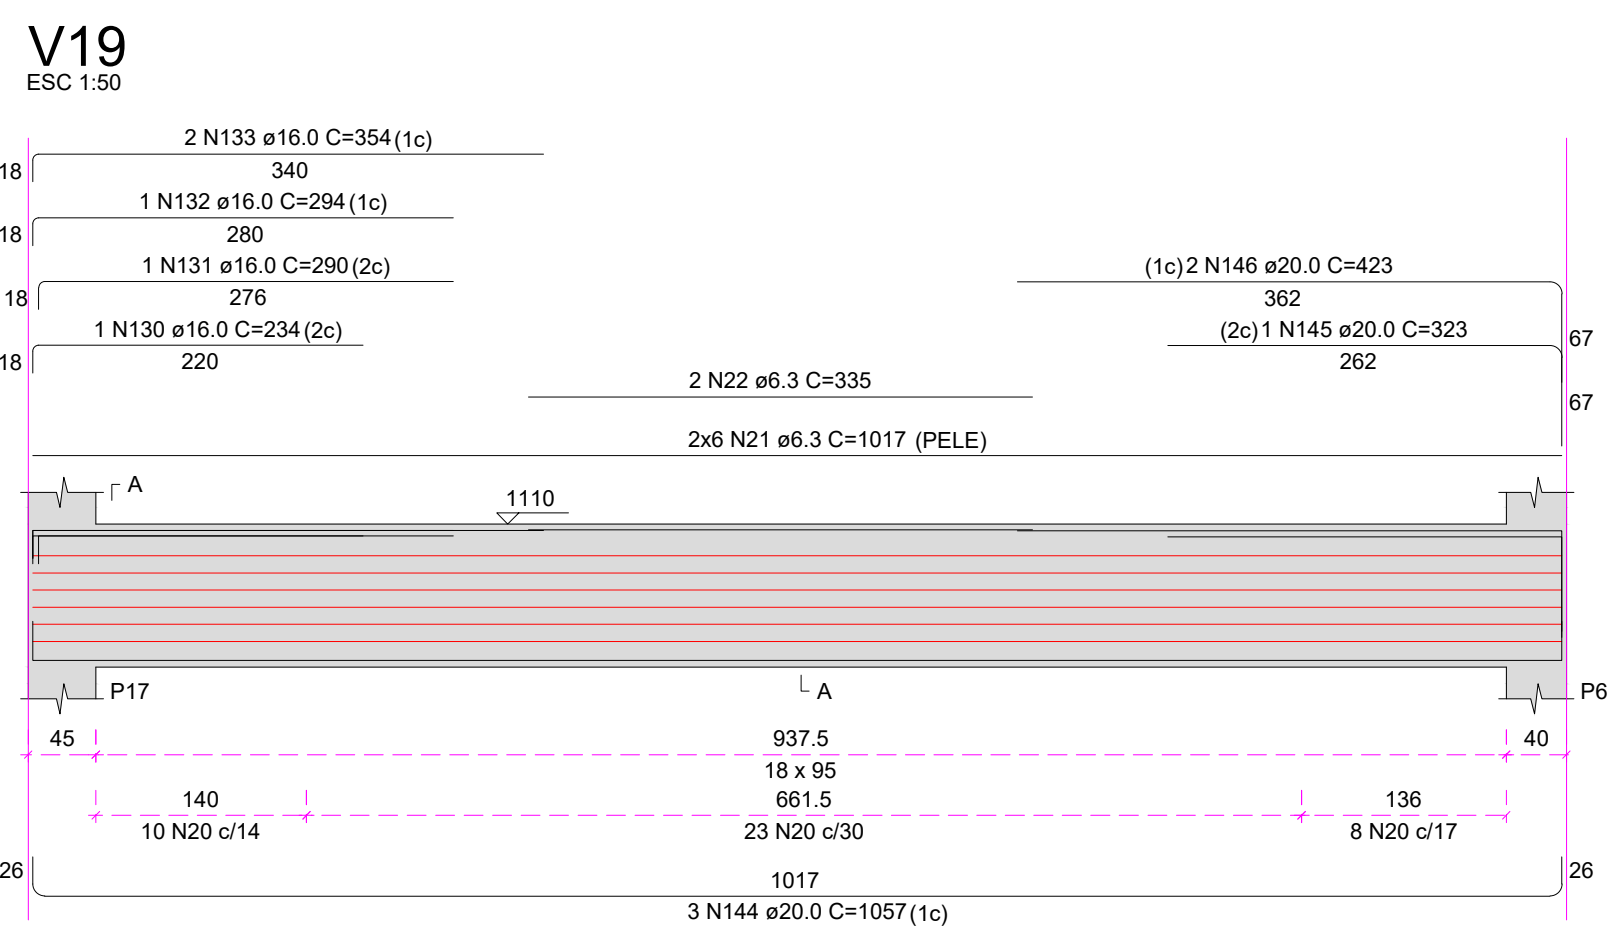 V19
ESC 1:50
2 N133 ø16.0 C=354(1c)
18
340
1 N132 ø16.0 C=294(1c)
18
280
1 N131 ø16.0 C=290(2c)
(1c)2 N146 ø20.0 C=423
18
276
362
1 N130 ø16.0 C=234(2c)
(2c)1 N145 ø20.0 C=323
67
18
220
262
2 N22 ø6.3 C=335
67
2x6 N21 ø6.3 C=1017 (PELE)
A
1110
P17
A
P6
45
937.5
40
18 x 95
140
661.5
136
10 N20 c/14
23 N20 c/30
8 N20 c/17
26
1017
26
3 N144 ø20.0 C=1057(1c)